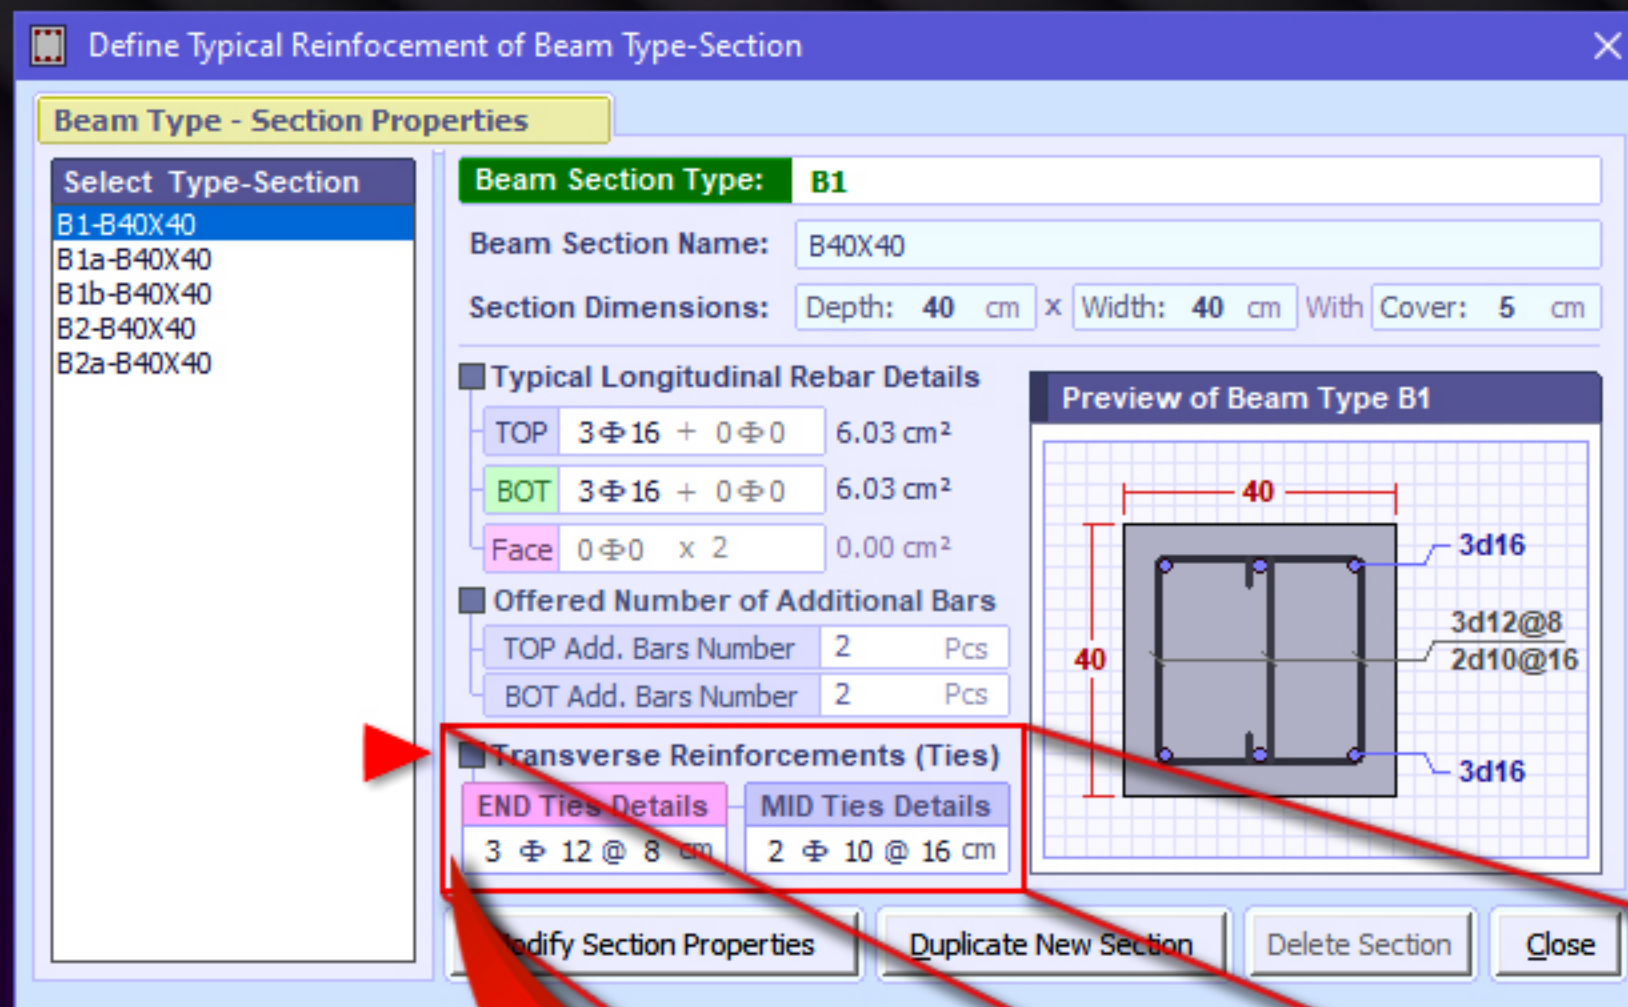 Define Typical Reinfocement of Beam Type-Section
Beam Type - Section Properties
Select Type-Section
B1-B40X40
B1a-B40X40
B1b-B40X40
B2-B40X40
B2a-B40X40
Beam Section Type: B1
Beam Section Name: B40X40
Section Dimensions: Depth: 40 cm x Width: 40 cm With Cover: 5 cm
Typical Longitudinal Rebar Details
TOP 3Φ16 + 0Φ0 6.03 cm²
BOT 3Φ16 + 0Φ0 6.03 cm²
Face 0Φ0 x 2 0.00 cm²
Offered Number of Additional Bars
TOP Add. Bars Number 2 Pcs
BOT Add. Bars Number 2 Pcs
Transverse Reinforcements (Ties)
END Ties Details MID Ties Details
3 Φ 12 @ 8 cm 2 Φ 10 @ 16 cm
Preview of Beam Type B1
40
3d16
3d12@8
40
2d10@16
3d16
Modify Section Properties Duplicate New Section Delete Section Close